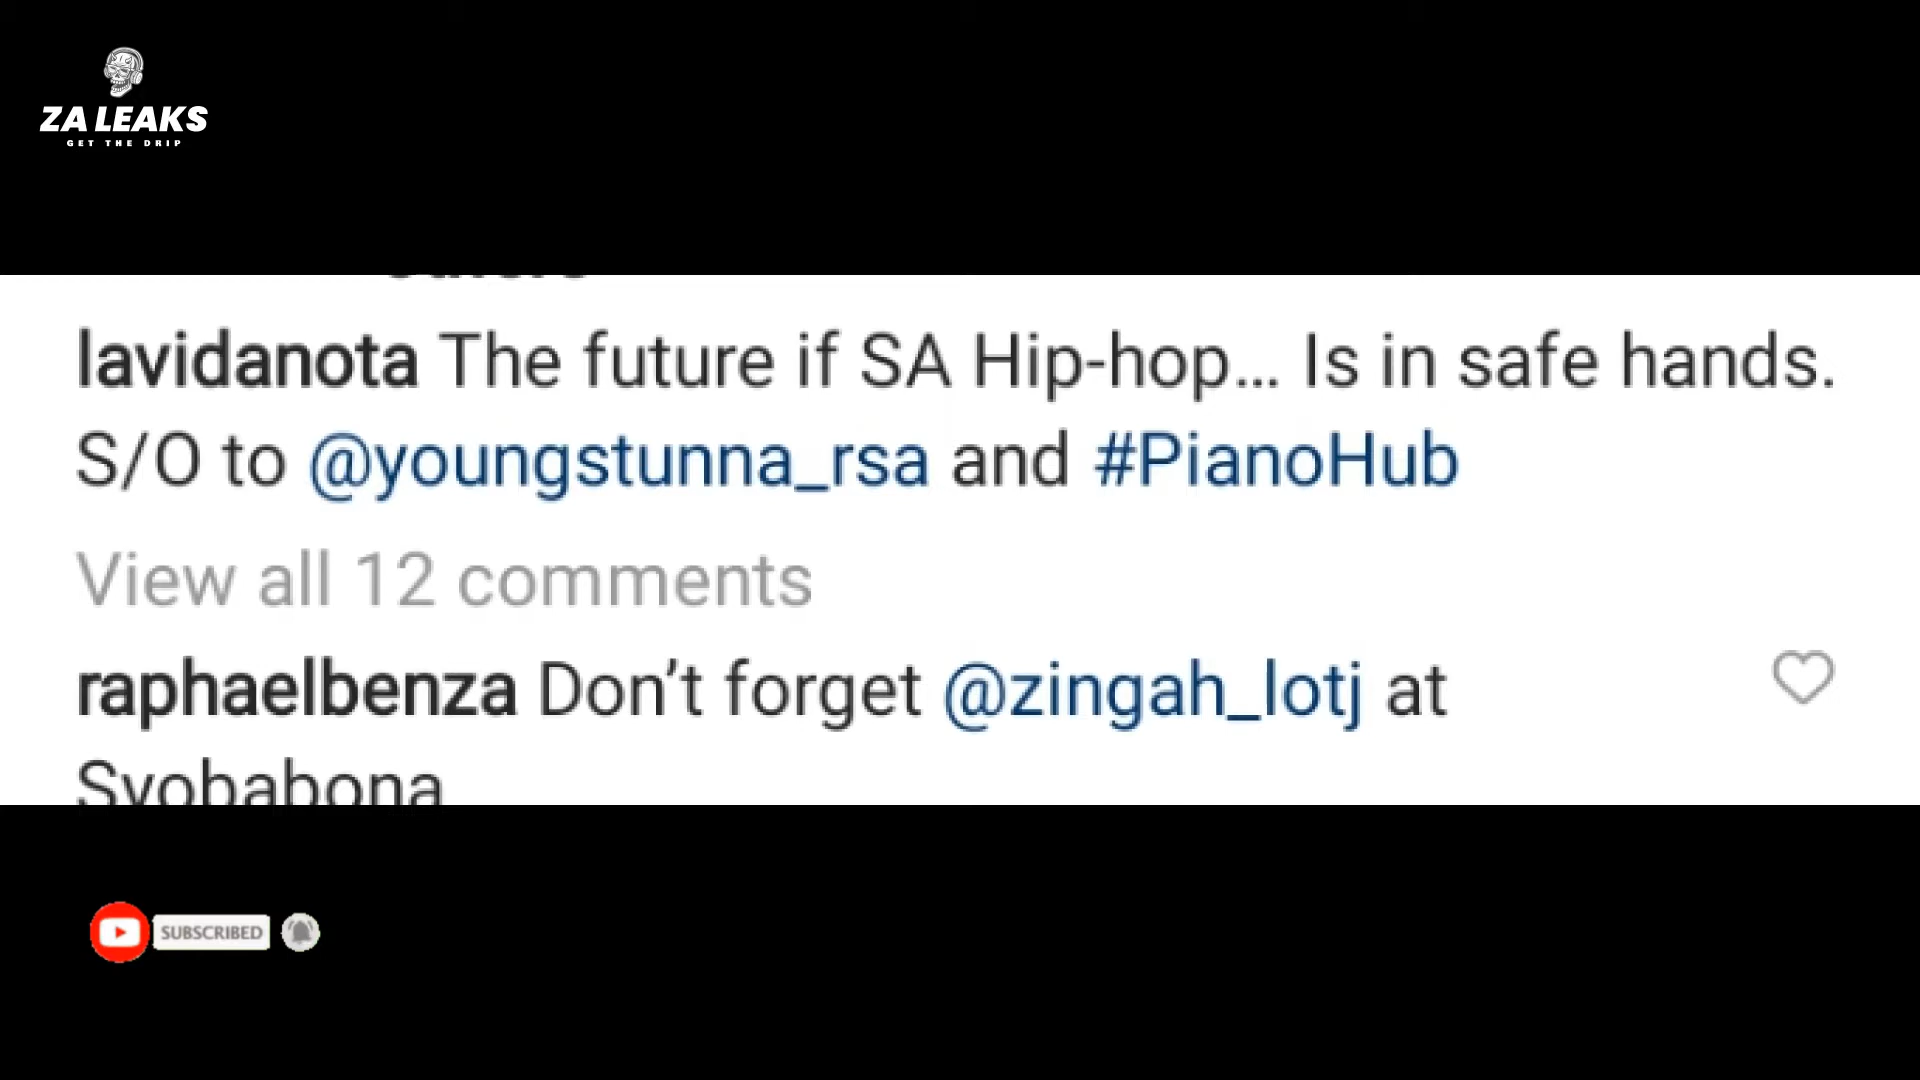 ZA LEAKS
GET THE DRIP
lavidanota The future if SA Hip-hop... Is in safe hands.
S/O to @youngstunna_rsa and #PianoHub
View all 12 comments
raphaelbenza Don't forget @zingah_lotj at
Syobabona
SUBSCRIBED